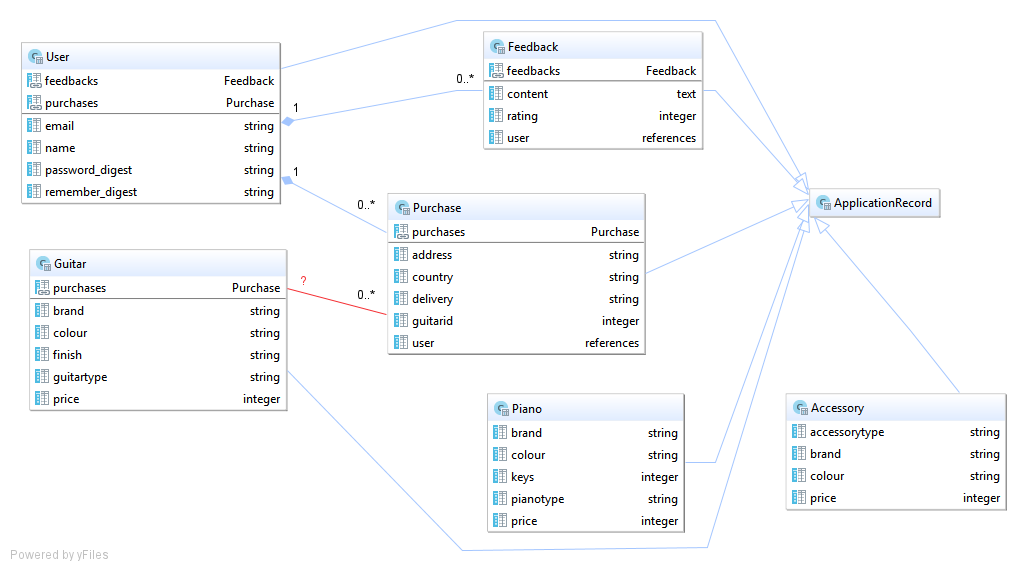 User
feedbacks Feedback
purchases Purchase
email string
name string
password_digest string
remember_digest string
1
0..*
1
0..*
Feedback
feedbacks Feedback
content text
rating integer
user references
ApplicationRecord
Purchase
purchases Purchase
address string
country string
delivery string
guitarid integer
user references
Guitar
purchases Purchase
brand string
colour string
finish string
guitartype string
price integer
?
0..*
Piano
brand string
colour string
keys integer
pianotype string
price integer
Accessory
accessorytype string
brand string
colour string
price integer
Powered by yFiles